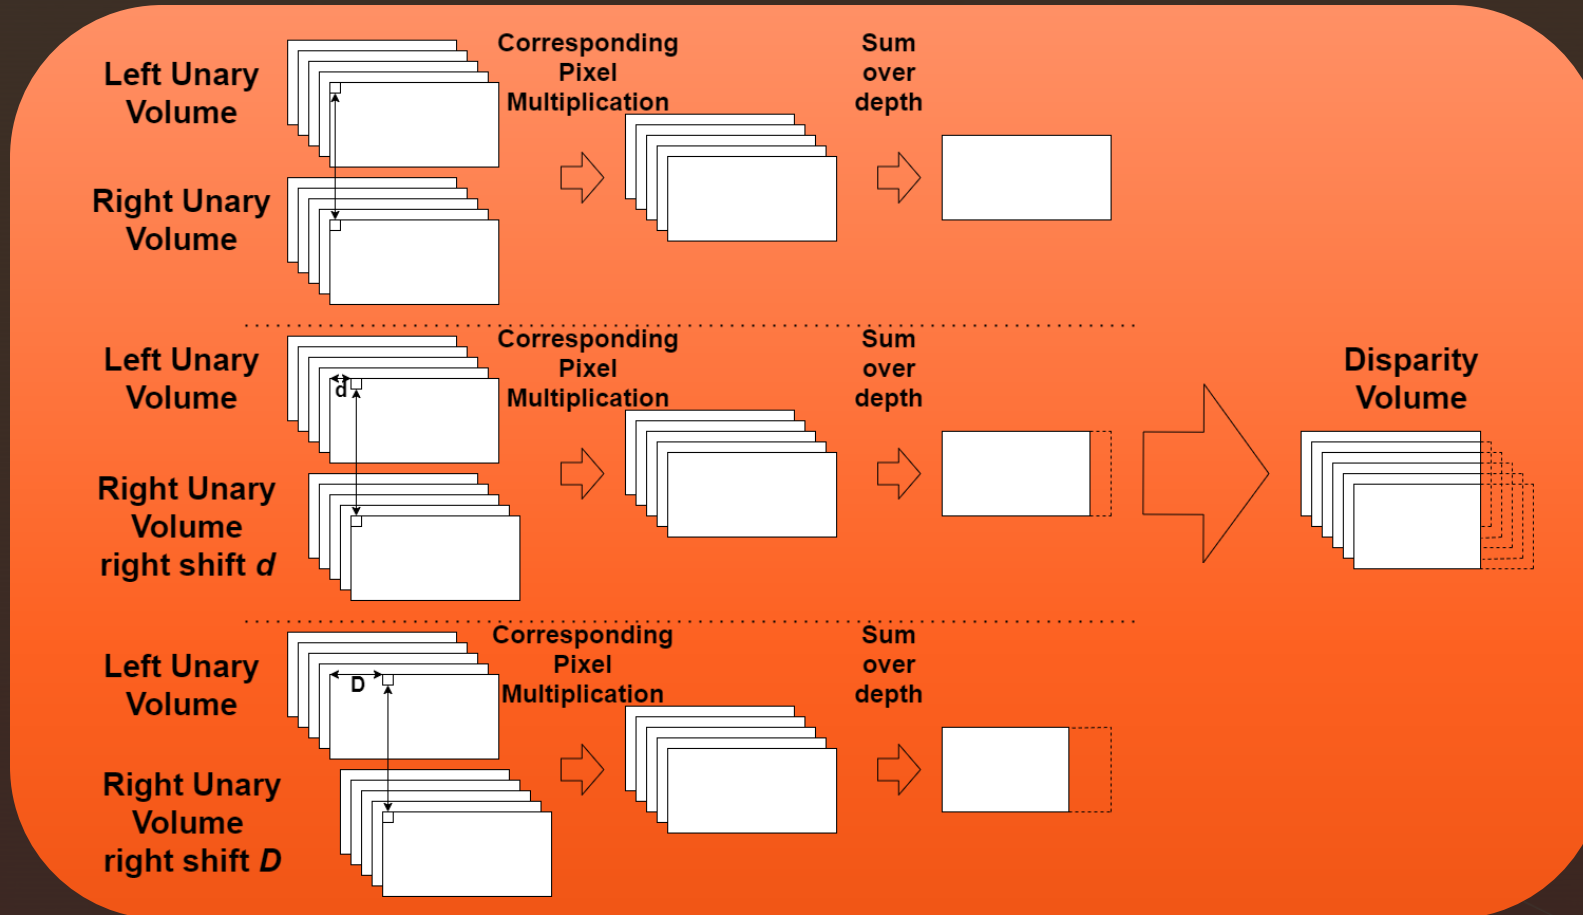 Left Unary
Volume
Corresponding
Pixel
Multiplication
Sum
over
depth
Right Unary
Volume
Left Unary
Volume
d
Corresponding
Pixel
Multiplication
Sum
over
depth
Right Unary
Volume
right shift d
Disparity
Volume
Left Unary
Volume
D
Corresponding
Pixel
Multiplication
Sum
over
depth
Right Unary
Volume
right shift D